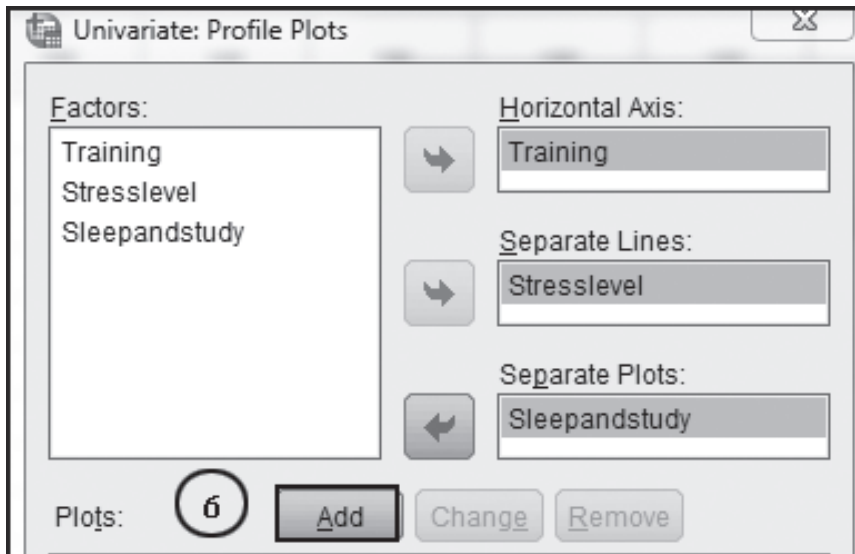 Univariate: Profile Plots
Factors:
Training
Stresslevel
Sleepandstudy
Horizontal Axis:
Training
Separate Lines:
Stresslevel
Separate Plots:
Sleepandstudy
Plots:
6
Add
Change
Remove